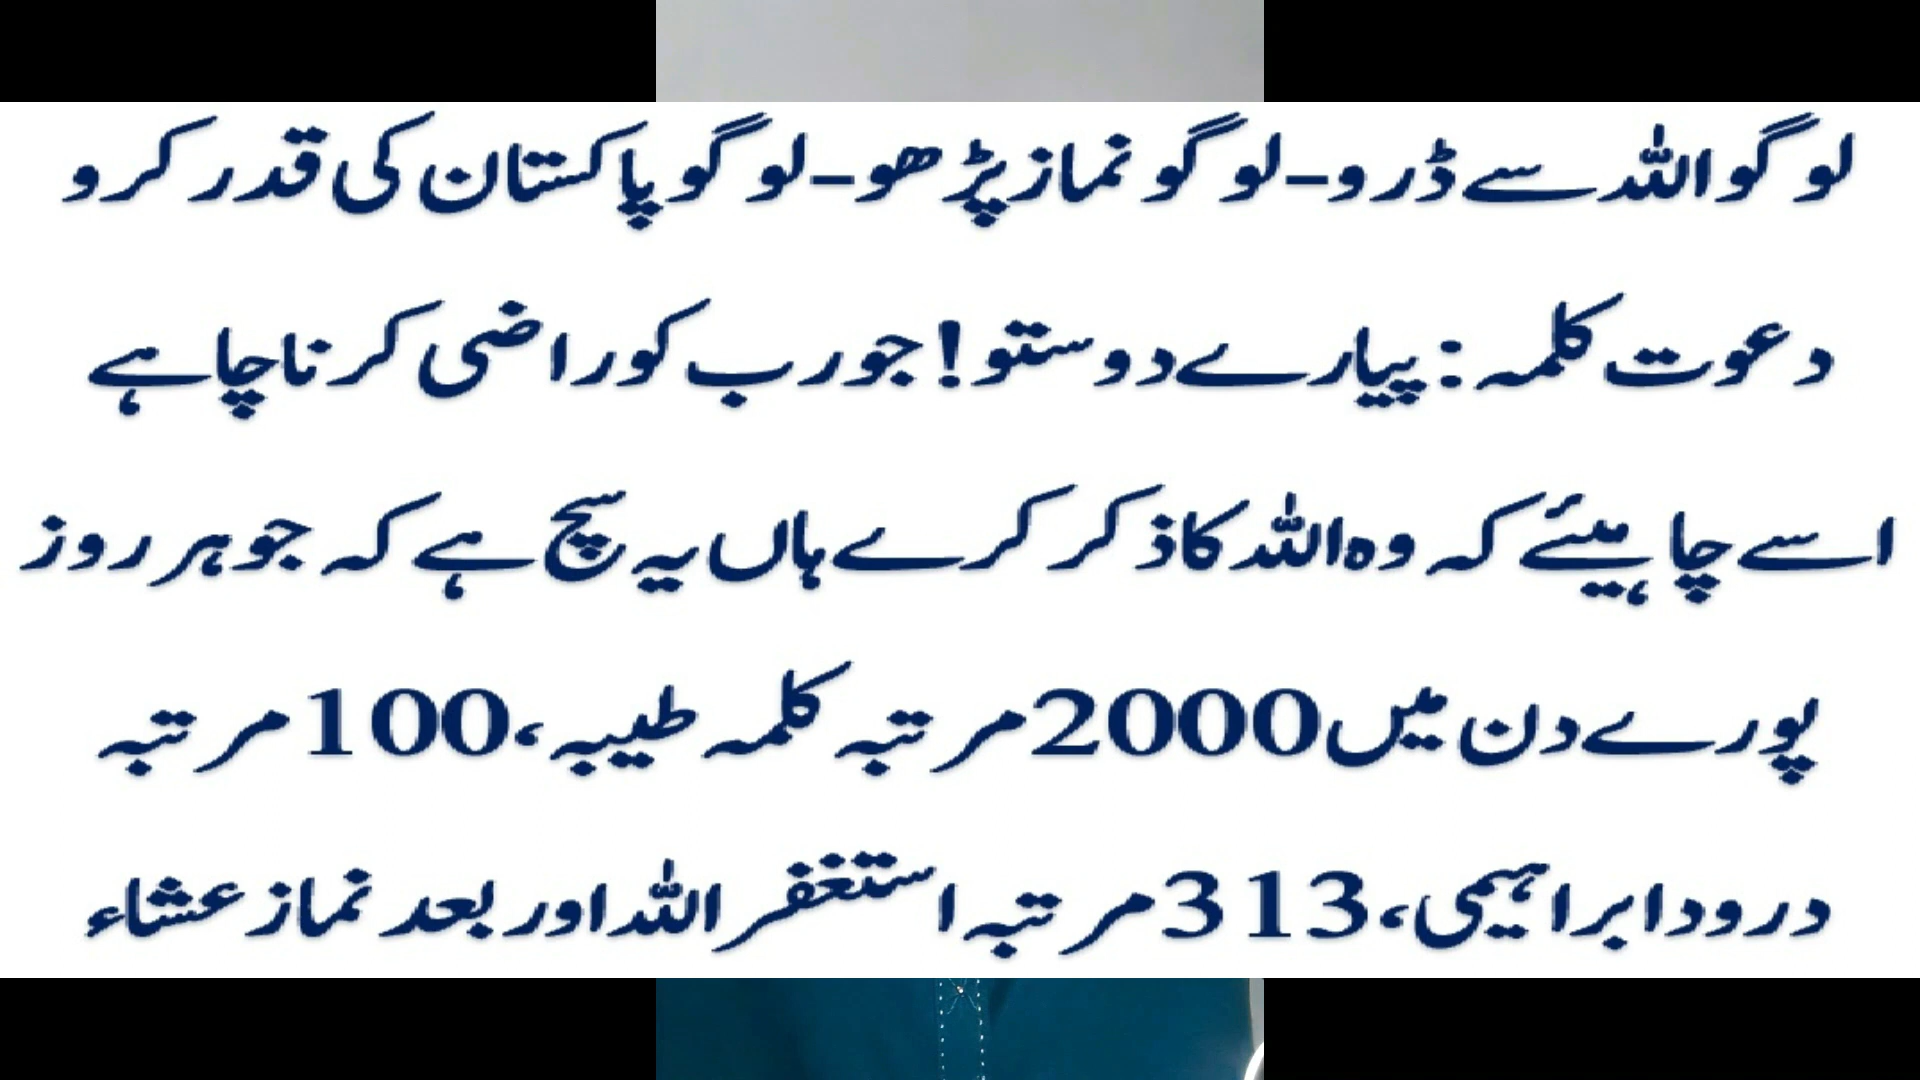 لوگو اللہ سے ڈرو-لوگو نماز پڑھو-لوگو پاکستان کی قدر کرو
دعوت کلمہ: پیارے دوستو! جو رب کو راضی کرنا چاہے
اسے چاہیئے کہ وہ اللہ کا ذکر کرے ہاں یہ سچ ہے کہ جو ہر روز
پورے دن میں 2000 مرتبہ کلمہ طیبہ، 100 مرتبہ
درود ابراہیمی، 313 مرتبہ استغفر اللہ اور بعد نماز عشاء